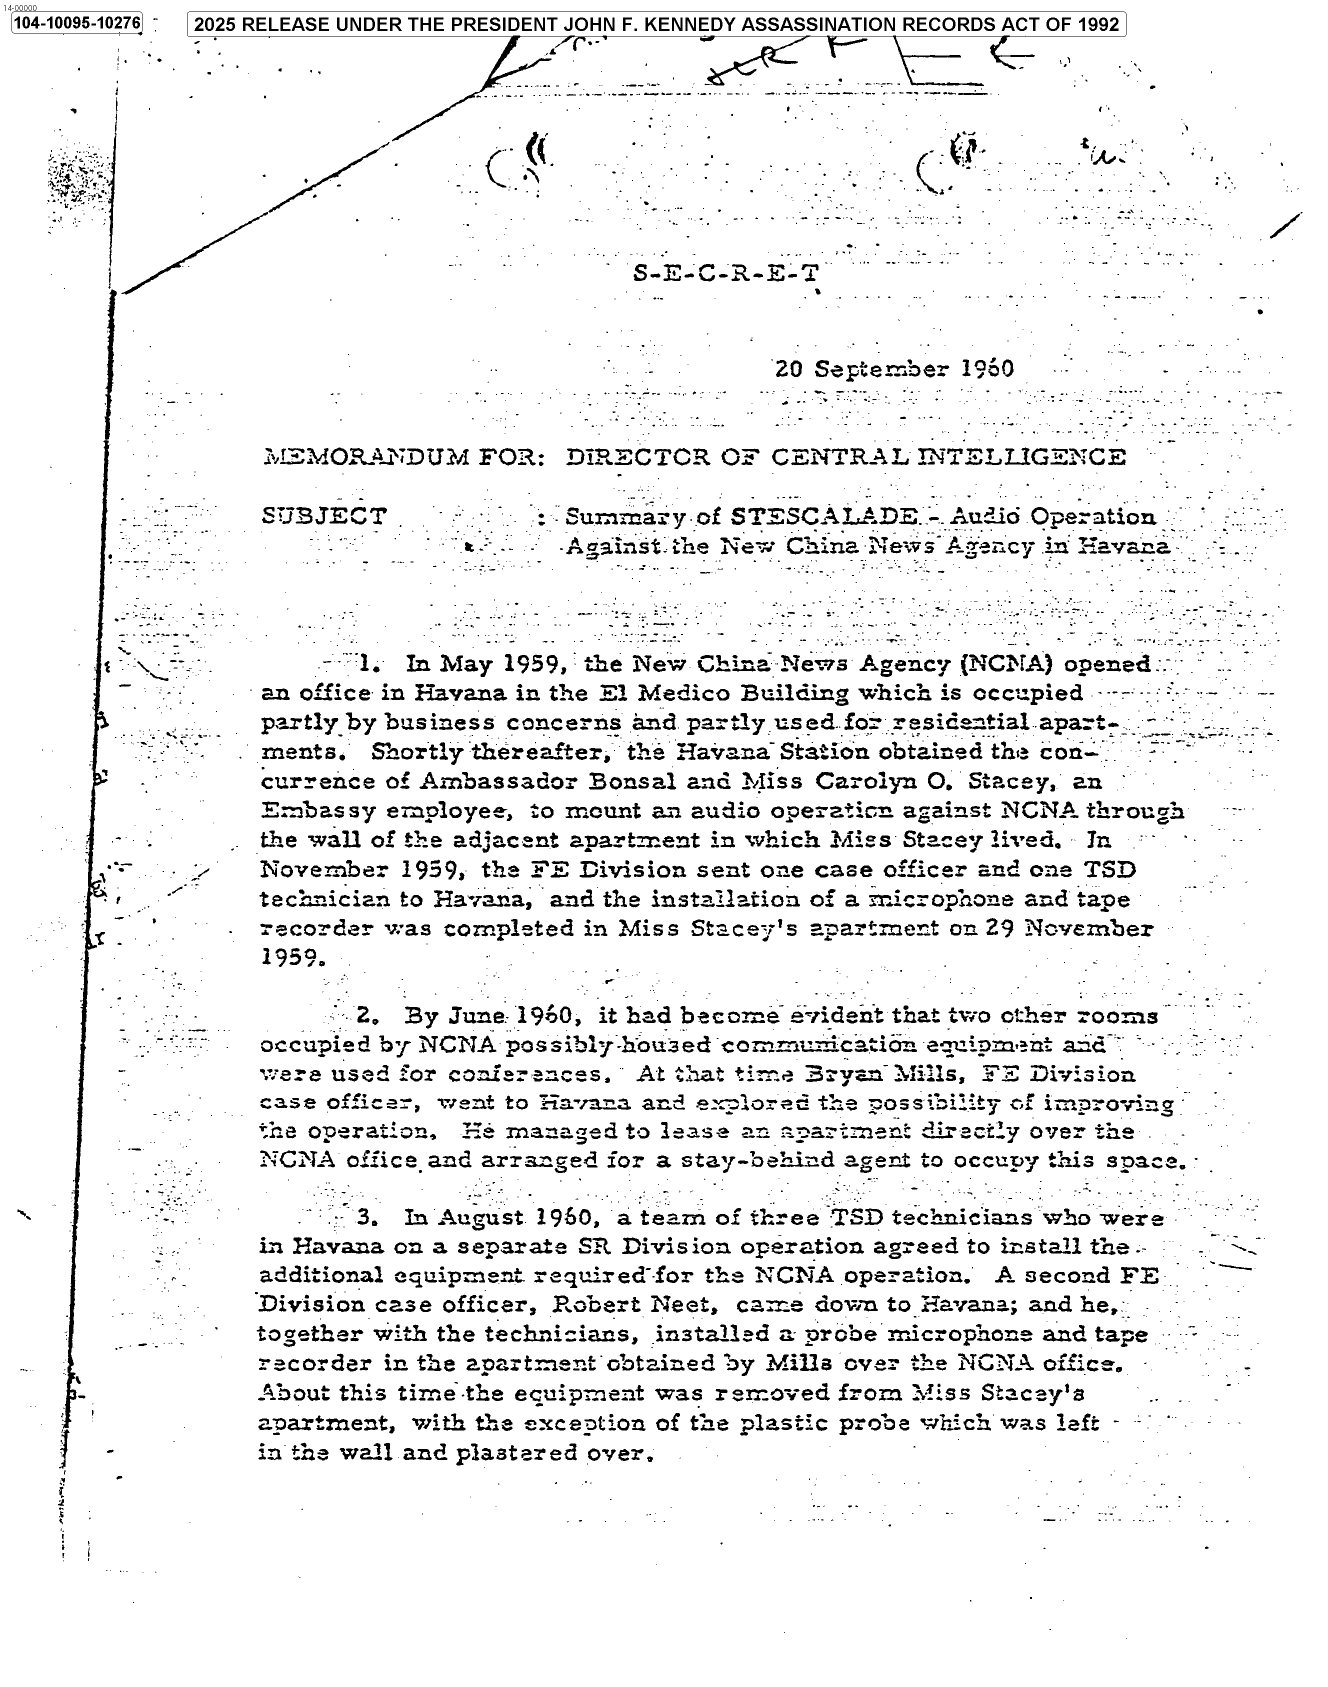 14-00000
104-10095-10276
2025 RELEASE UNDER THE PRESIDENT JOHN F. KENNEDY ASSASSINATION RECORDS ACT OF 1992
S-E-C-R-E-T
20 September 1960
MEMORANDUM FOR: DIRECTOR OF CENTRAL INTELLIGENCE
SUBJECT : Summary of STESCALADE - Audio Operation
Against the New China News Agency in Havana
1. In May 1959, the New China News Agency (NCNA) opened
an office in Havana in the El Medico Building which is occupied
partly by business concerns and partly used for residential apart-
ments. Shortly thereafter, the Havana Station obtained the con-
currence of Ambassador Bonsal and Miss Carolyn O. Stacey, an
Embassy employee, to mount an audio operation against NCNA through
the wall of the adjacent apartment in which Miss Stacey lived. In
November 1959, the FE Division sent one case officer and one TSD
technician to Havana, and the installation of a microphone and tape
recorder was completed in Miss Stacey's apartment on 29 November
1959.
2. By June 1960, it had become evident that two other rooms
occupied by NCNA possibly housed communication equipment and
were used for conferences. At that time Bryan Mills, FE Division
case officer, went to Havana and explored the possibility of improving
the operation. He managed to lease an apartment directly over the
NCNA office and arranged for a stay-behind agent to occupy this space.
3. In August 1960, a team of three TSD technicians who were
in Havana on a separate SR Division operation agreed to install the
additional equipment required for the NCNA operation. A second FE
Division case officer, Robert Neet, came down to Havana; and he,
together with the technicians, installed a probe microphone and tape
recorder in the apartment obtained by Mills over the NCNA office.
About this time the equipment was removed from Miss Stacey's
apartment, with the exception of the plastic probe which was left
in the wall and plastered over.